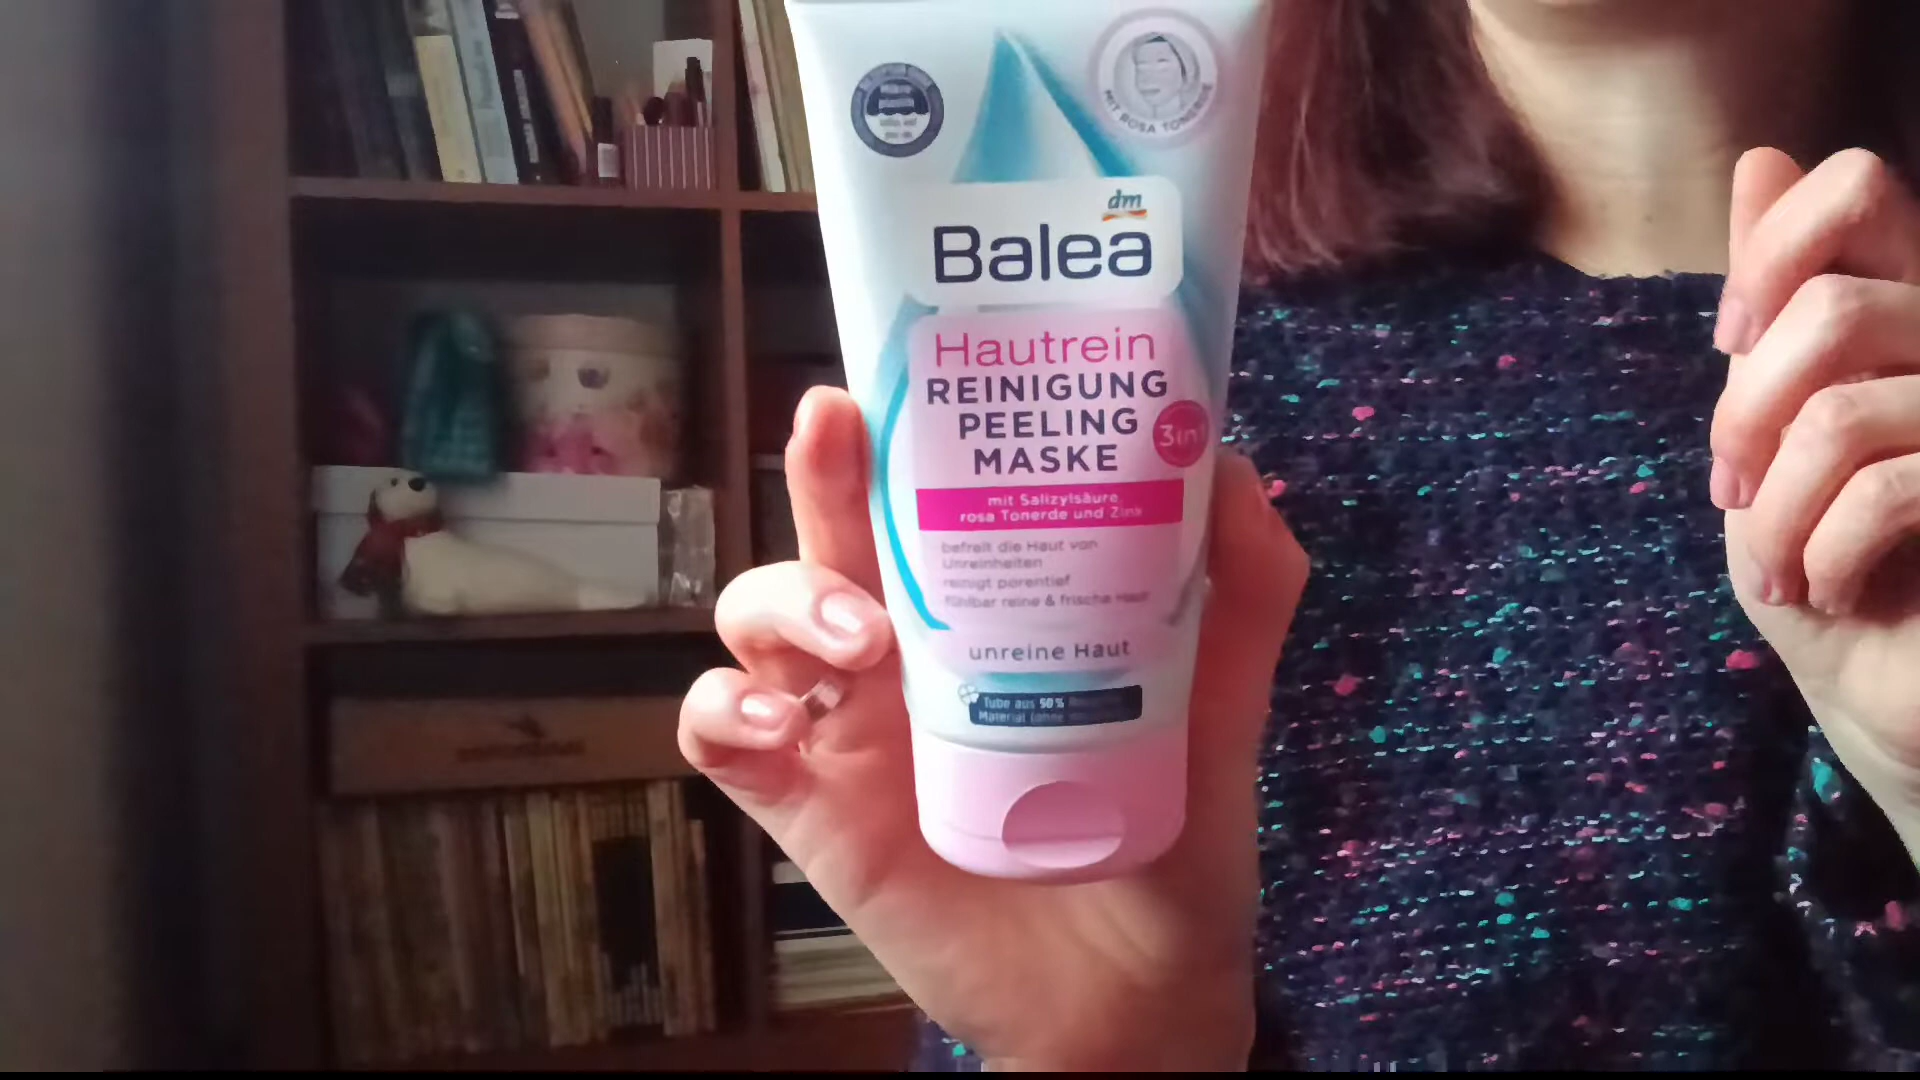 MIT ROSA TONERDE
dm
Balea
Hautrein
REINIGUNG
PEELING
MASKE
3in1
mit Salizylsäure,
rosa Tonerde und Zink
befreit die Haut von
Unreinheiten
reinigt porentief
fühlbar reine & frische Haut
unreine Haut
Tube aus 50%
Material (ohne